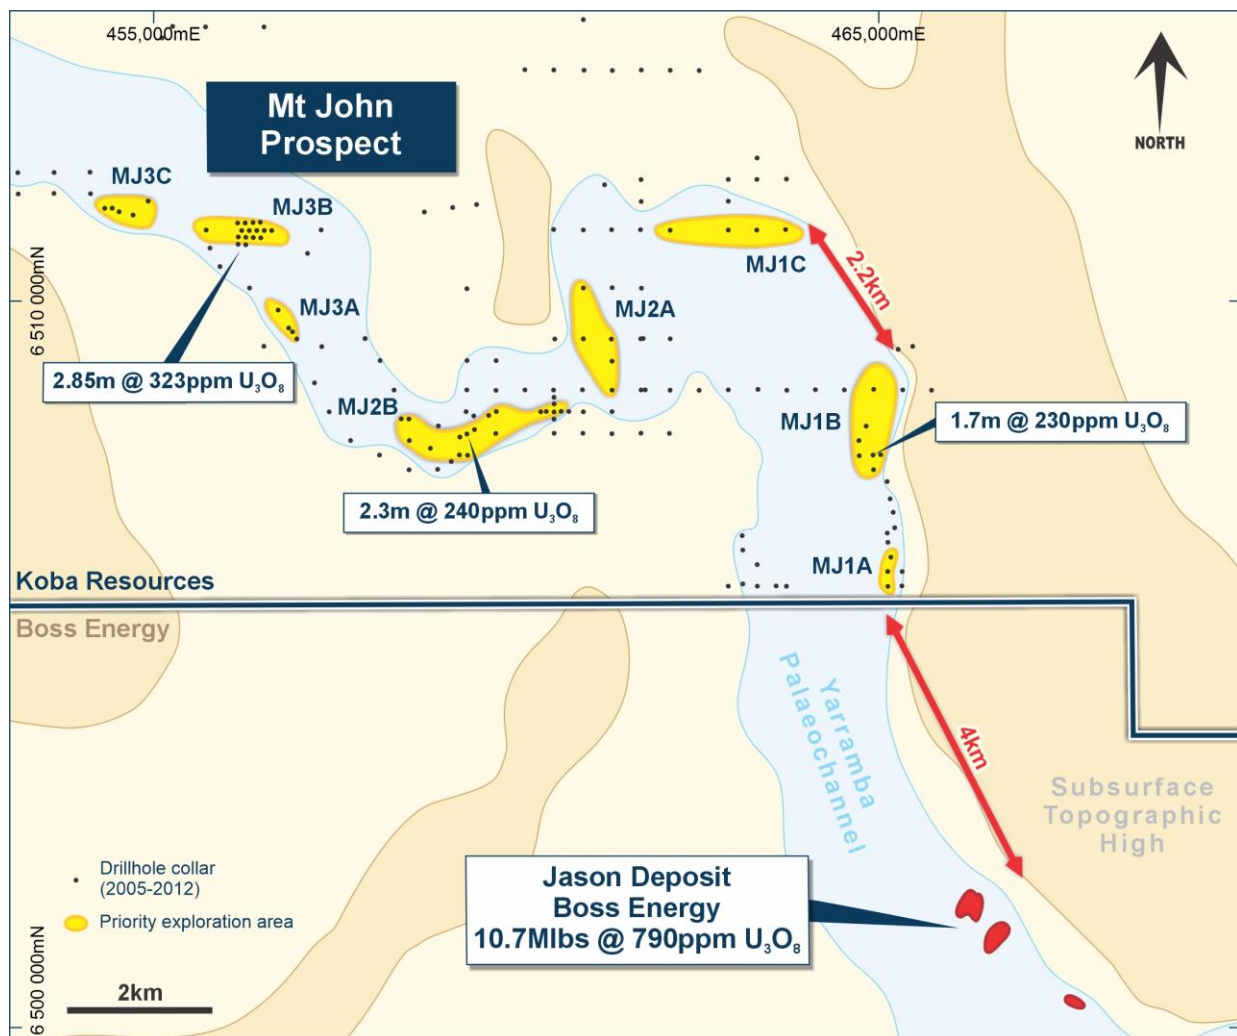 455,000mE
465,000mE
Mt John
Prospect
NORTH
MJ3C
MJ3B
MJ1C
2.2km
6 510 000mN
MJ3A
MJ2A
2.85m @ 323ppm U₃O₈
MJ2B
MJ1B
1.7m @ 230ppm U₃O₈
2.3m @ 240ppm U₃O₈
MJ1A
Koba Resources
Boss Energy
Yarramba
Palaeochannel
4km
Subsurface
Topographic
High
Drillhole collar
(2005-2012)
Priority exploration area
Jason Deposit
Boss Energy
10.7Mlbs @ 790ppm U₃O₈
2km
6 500 000mN